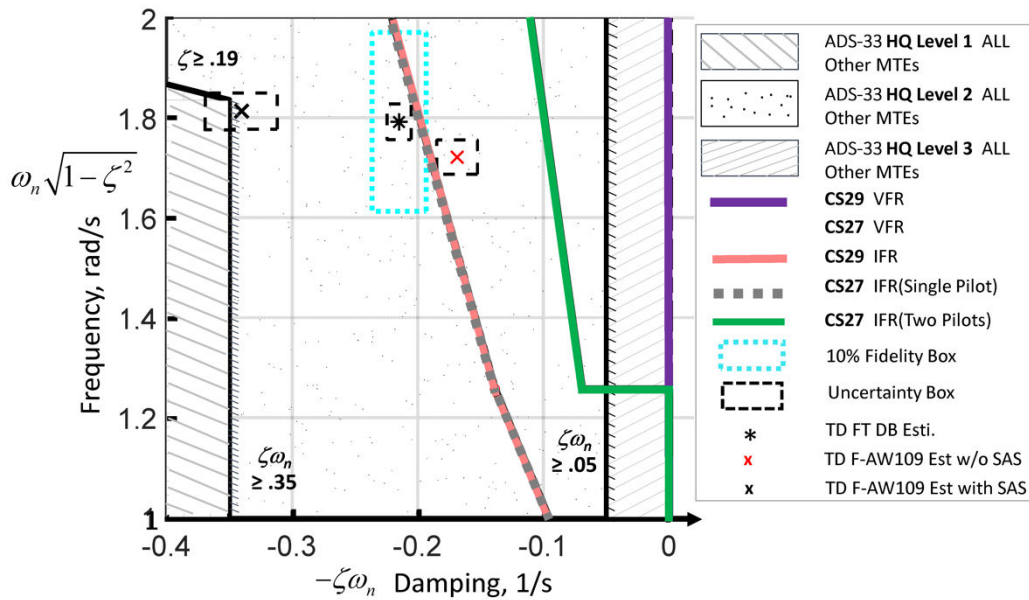 2
ζ ≥ .19
1.8
ωₙ√1 − ζ²
1.6
Frequency, rad/s
1.4
1.2
ζωₙ
≥ .35
ζωₙ
≥ .05
1
-0.4
-0.3
-0.2
-0.1
0
−ζωₙ Damping, 1/s
ADS-33 HQ Level 1 ALL
Other MTEs
ADS-33 HQ Level 2 ALL
Other MTEs
ADS-33 HQ Level 3 ALL
Other MTEs
CS29 VFR
CS27 VFR
CS29 IFR
CS27 IFR(Single Pilot)
CS27 IFR(Two Pilots)
10% Fidelity Box
Uncertainty Box
TD FT DB Esti.
TD F-AW109 Est w/o SAS
TD F-AW109 Est with SAS